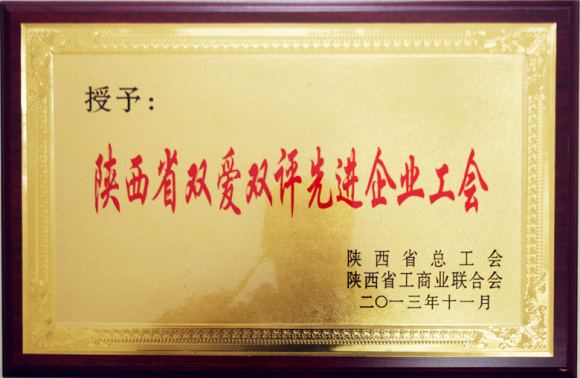 授予：
陕西省双爱双评先进企业工会
陕西省总工会
陕西省工商业联合会
二〇一三年十一月